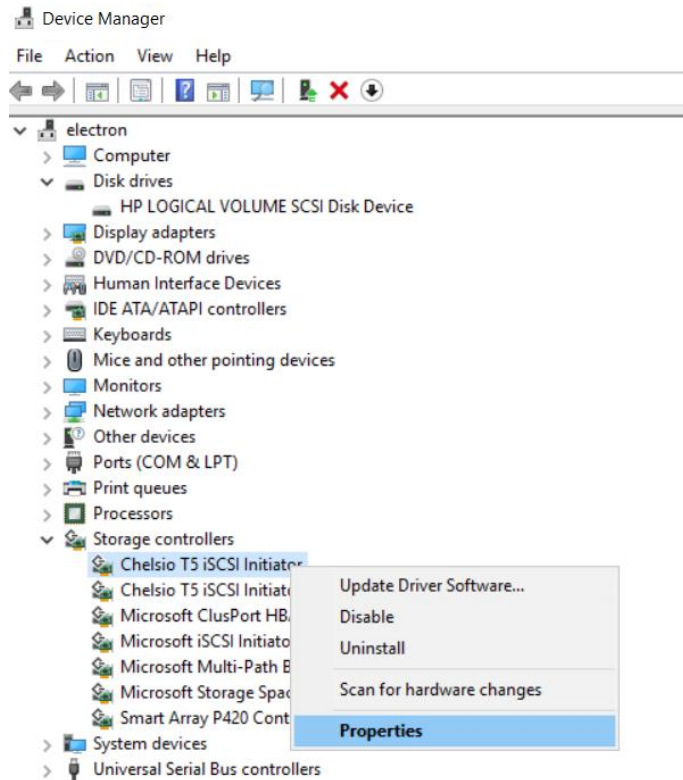 Device Manager
File Action View Help
electron
Computer
Disk drives
HP LOGICAL VOLUME SCSI Disk Device
Display adapters
DVD/CD-ROM drives
Human Interface Devices
IDE ATA/ATAPI controllers
Keyboards
Mice and other pointing devices
Monitors
Network adapters
Other devices
Ports (COM & LPT)
Print queues
Processors
Storage controllers
Chelsio T5 iSCSI Initiator
Chelsio T5 iSCSI Initiato
Microsoft ClusPort HB
Microsoft iSCSI Initiato
Microsoft Multi-Path B
Microsoft Storage Spac
Smart Array P420 Cont
System devices
Universal Serial Bus controllers
Update Driver Software...
Disable
Uninstall
Scan for hardware changes
Properties